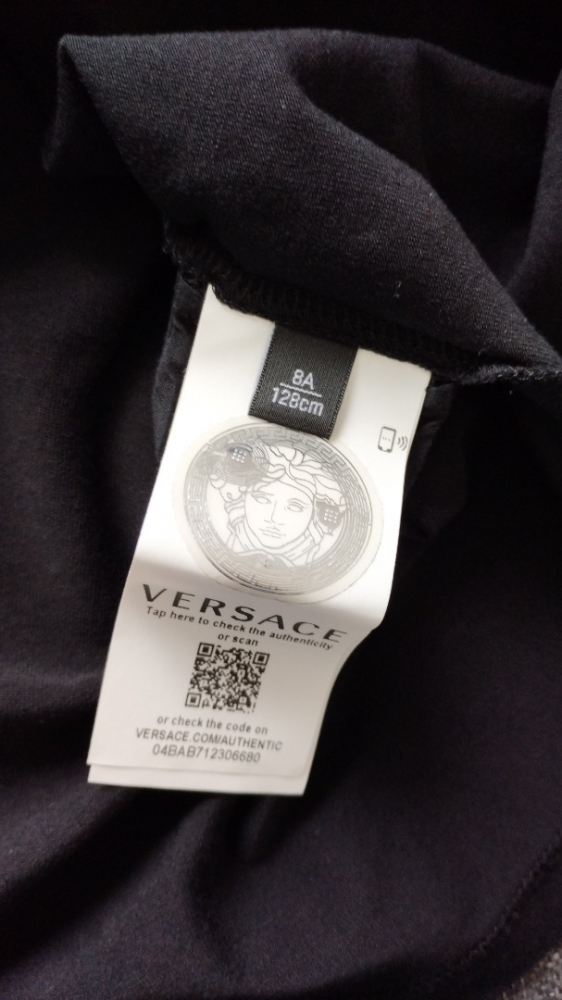 8A
128cm
VERSACE
Tap here to check the authenticity
or scan
or check the code on
VERSACE.COM/AUTHENTIC
04BAB712306680